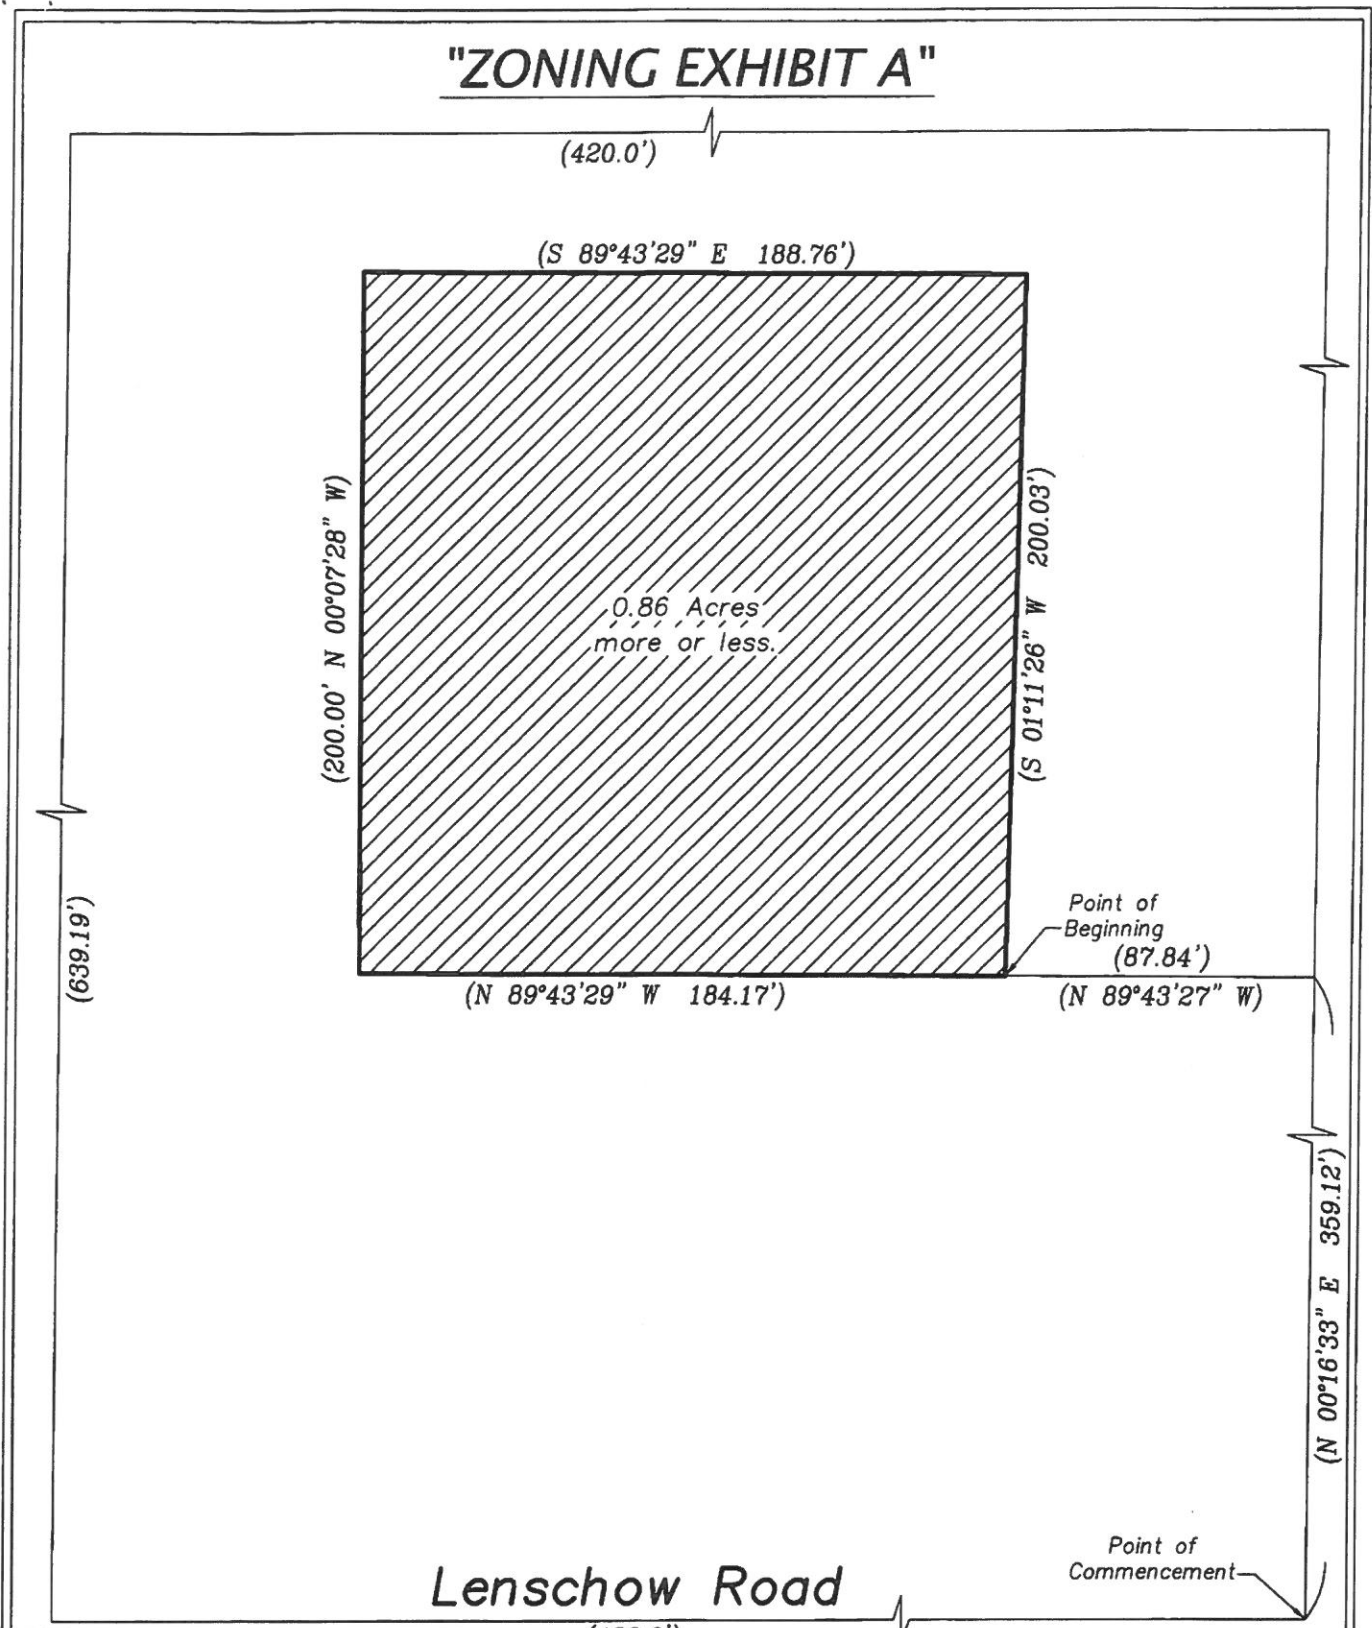 "ZONING EXHIBIT A"
(420.0')
(S 89°43'29" E 188.76')
(200.00' N 00°07'28" W)
(S 01°11'26" W 200.03')
0.86 Acres
more or less.
(639.19')
Point of
Beginning
(87.84')
(N 89°43'29" W 184.17')
(N 89°43'27" W)
(N 00°16'33" E 359.12')
Point of
Commencement
Lenschow Road